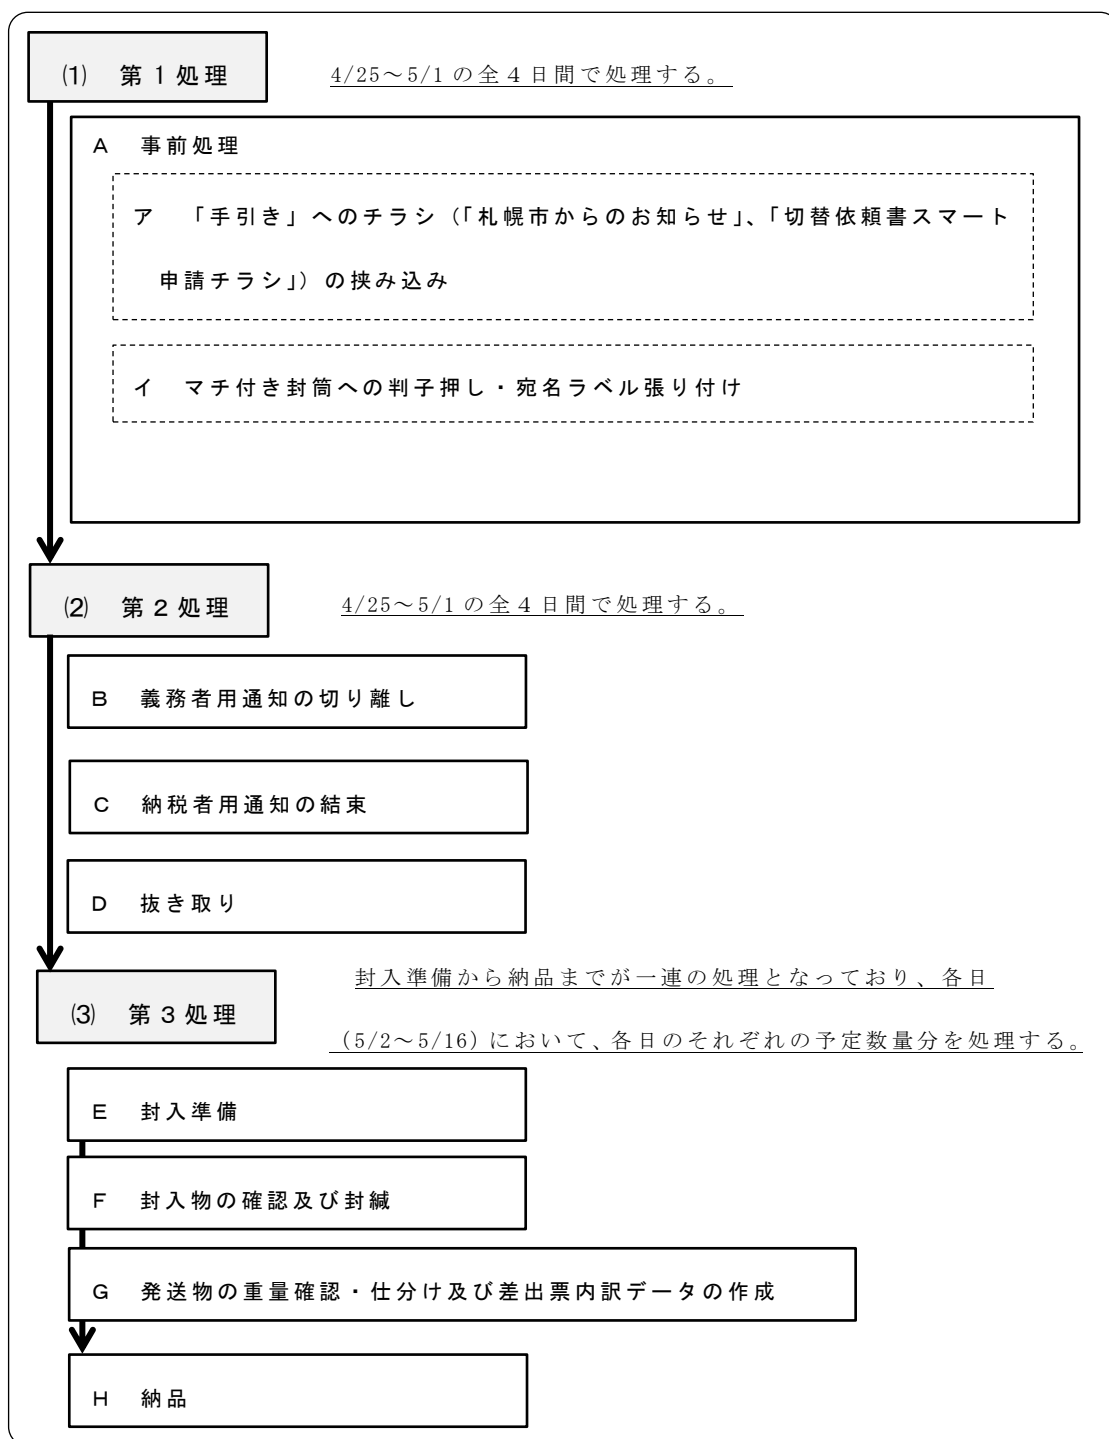 ⑴ 第1処理
4/25～5/1の全4日間で処理する。
A 事前処理
ア 「手引き」へのチラシ(「札幌市からのお知らせ」、「切替依頼書スマート
申請チラシ」)の挟み込み
イ マチ付き封筒への判子押し・宛名ラベル張り付け
⑵ 第2処理
4/25～5/1の全4日間で処理する。
B 義務者用通知の切り離し
C 納税者用通知の結束
D 抜き取り
⑶ 第3処理
封入準備から納品までが一連の処理となっており、各日
(5/2～5/16)において、各日のそれぞれの予定数量分を処理する。
E 封入準備
F 封入物の確認及び封緘
G 発送物の重量確認・仕分け及び差出票内訳データの作成
H 納品